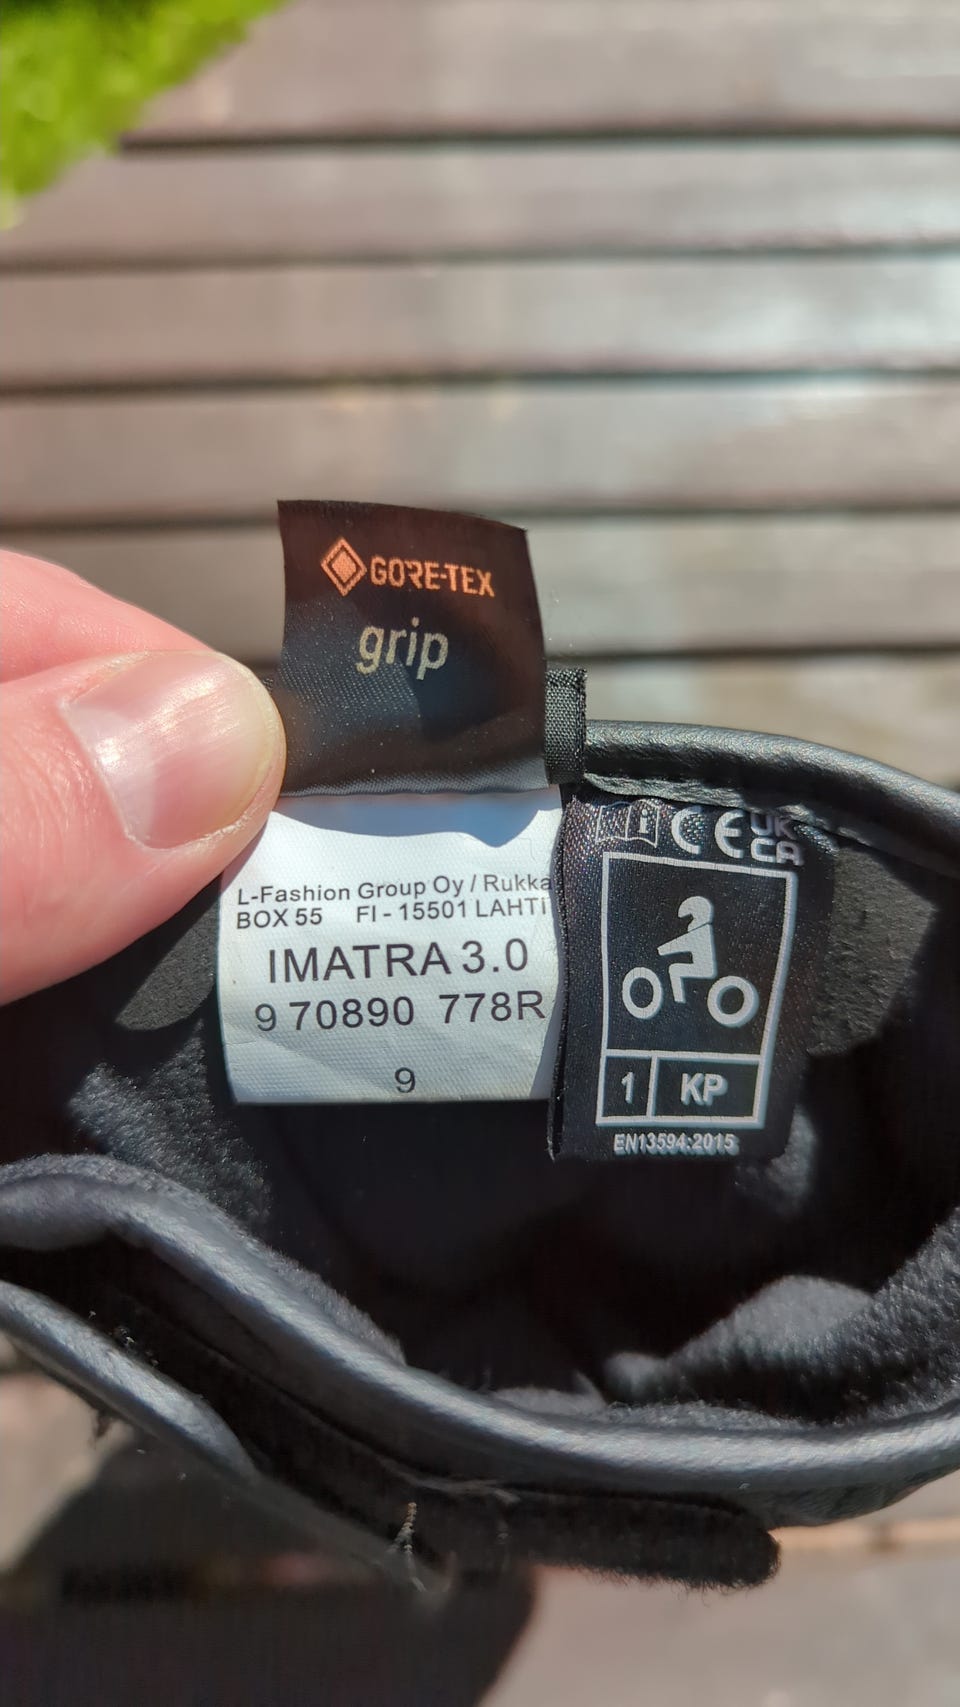 GORE-TEX
grip
L-Fashion Group Oy / Rukka
BOX 55 FI - 15501 LAHTI
IMATRA 3.0
9 70890 778R
9
i CE UK
CA
1 KP
EN13594:2015